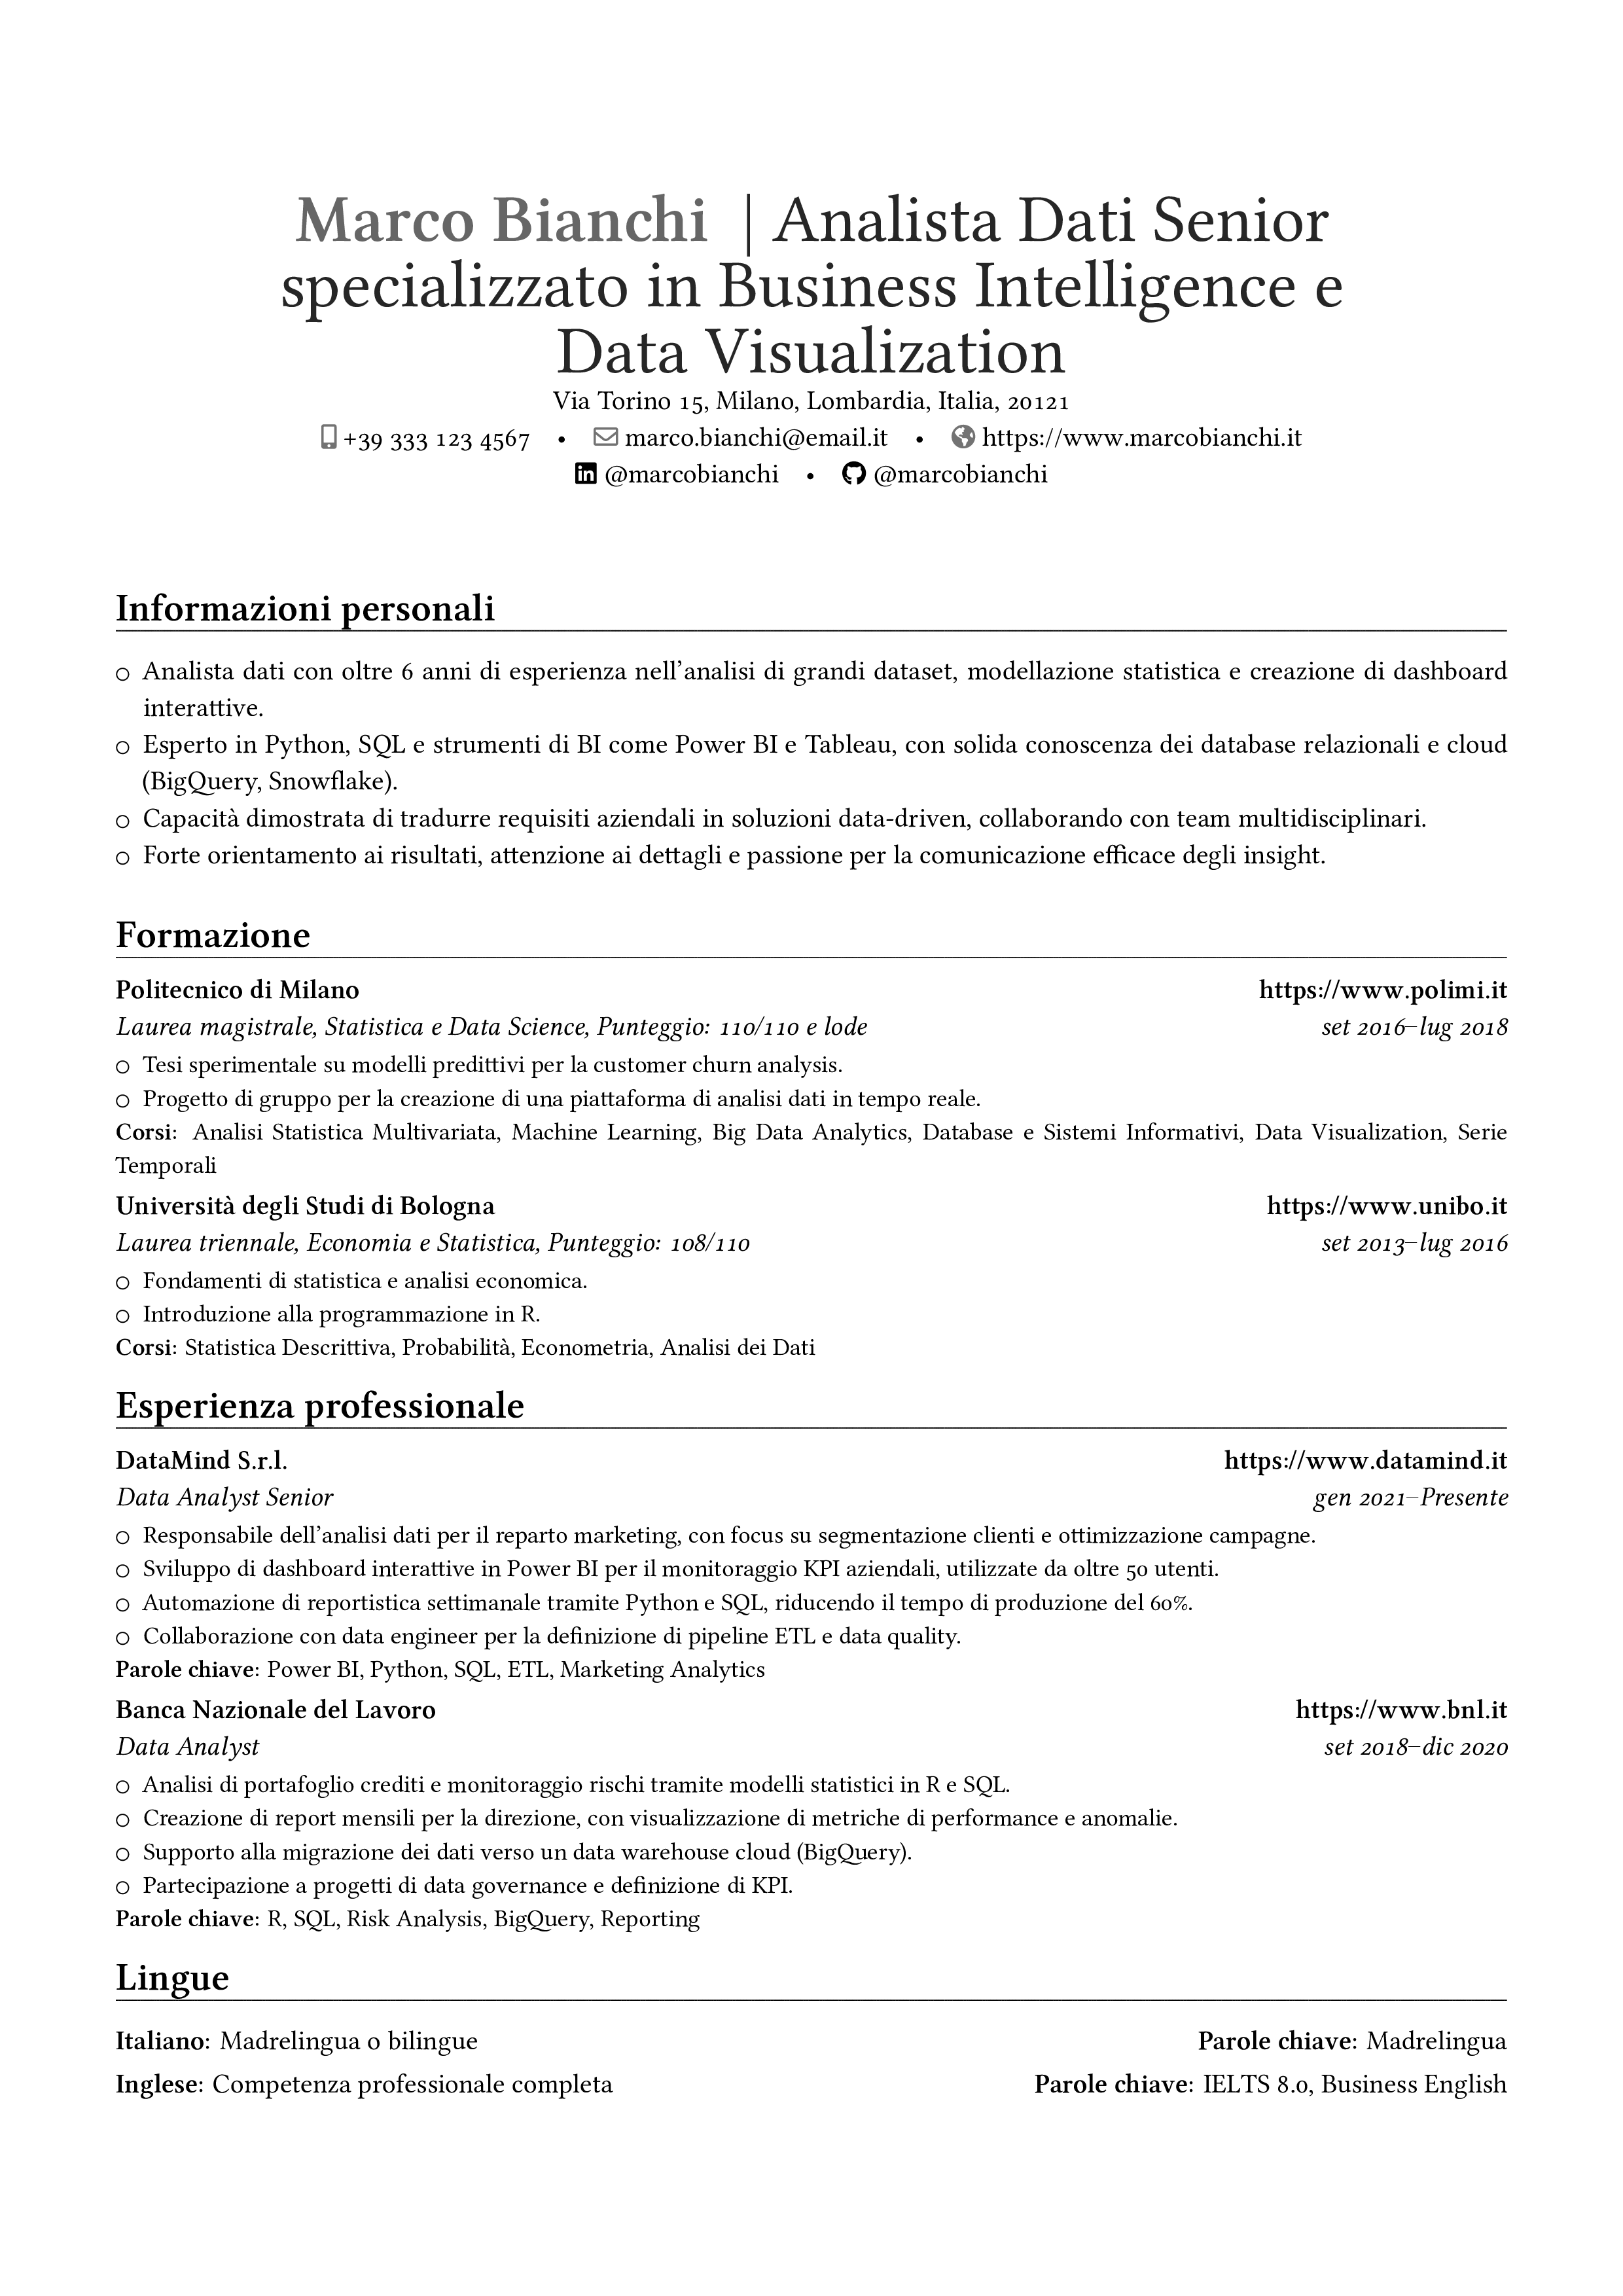 Marco Bianchi | Analista Dati Senior
specializzato in Business Intelligence e
Data Visualization
Via Torino 15, Milano, Lombardia, Italia, 20121
+39 333 123 4567 • marco.bianchi@email.it • https://www.marcobianchi.it
@marcobianchi • @marcobianchi
Informazioni personali
○ Analista dati con oltre 6 anni di esperienza nell’analisi di grandi dataset, modellazione statistica e creazione di dashboard
interattive.
○ Esperto in Python, SQL e strumenti di BI come Power BI e Tableau, con solida conoscenza dei database relazionali e cloud
(BigQuery, Snowflake).
○ Capacità dimostrata di tradurre requisiti aziendali in soluzioni data-driven, collaborando con team multidisciplinari.
○ Forte orientamento ai risultati, attenzione ai dettagli e passione per la comunicazione efficace degli insight.
Formazione
Politecnico di Milano https://www.polimi.it
Laurea magistrale, Statistica e Data Science, Punteggio: 110/110 e lode set 2016–lug 2018
○ Tesi sperimentale su modelli predittivi per la customer churn analysis.
○ Progetto di gruppo per la creazione di una piattaforma di analisi dati in tempo reale.
Corsi: Analisi Statistica Multivariata, Machine Learning, Big Data Analytics, Database e Sistemi Informativi, Data Visualization, Serie
Temporali
Università degli Studi di Bologna https://www.unibo.it
Laurea triennale, Economia e Statistica, Punteggio: 108/110 set 2013–lug 2016
○ Fondamenti di statistica e analisi economica.
○ Introduzione alla programmazione in R.
Corsi: Statistica Descrittiva, Probabilità, Econometria, Analisi dei Dati
Esperienza professionale
DataMind S.r.l. https://www.datamind.it
Data Analyst Senior gen 2021–Presente
○ Responsabile dell’analisi dati per il reparto marketing, con focus su segmentazione clienti e ottimizzazione campagne.
○ Sviluppo di dashboard interattive in Power BI per il monitoraggio KPI aziendali, utilizzate da oltre 50 utenti.
○ Automazione di reportistica settimanale tramite Python e SQL, riducendo il tempo di produzione del 60%.
○ Collaborazione con data engineer per la definizione di pipeline ETL e data quality.
Parole chiave: Power BI, Python, SQL, ETL, Marketing Analytics
Banca Nazionale del Lavoro https://www.bnl.it
Data Analyst set 2018–dic 2020
○ Analisi di portafoglio crediti e monitoraggio rischi tramite modelli statistici in R e SQL.
○ Creazione di report mensili per la direzione, con visualizzazione di metriche di performance e anomalie.
○ Supporto alla migrazione dei dati verso un data warehouse cloud (BigQuery).
○ Partecipazione a progetti di data governance e definizione di KPI.
Parole chiave: R, SQL, Risk Analysis, BigQuery, Reporting
Lingue
Italiano: Madrelingua o bilingue Parole chiave: Madrelingua
Inglese: Competenza professionale completa Parole chiave: IELTS 8.0, Business English